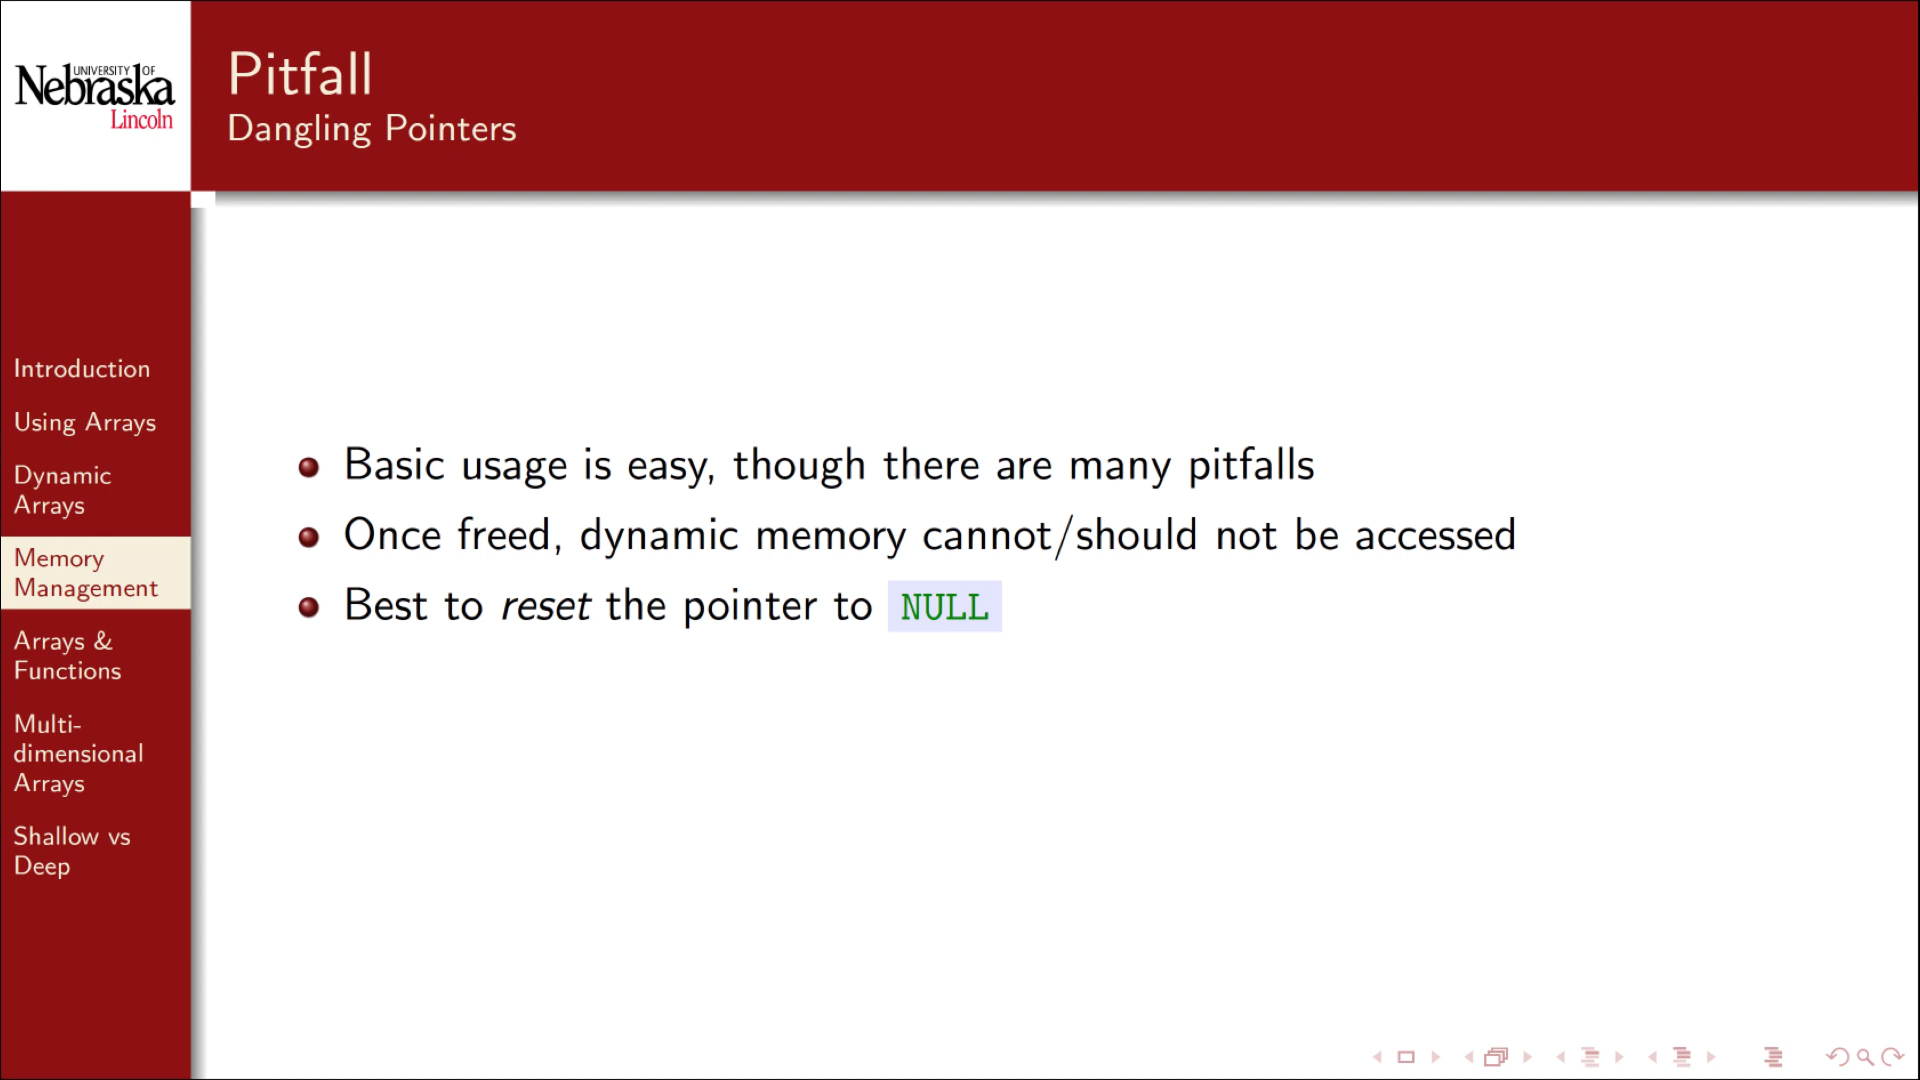 UNIVERSITY OF
Nebraska
Lincoln
Pitfall
Dangling Pointers
Introduction
Using Arrays
Dynamic
Arrays
Memory
Management
Arrays &
Functions
Multi-
dimensional
Arrays
Shallow vs
Deep
Basic usage is easy, though there are many pitfalls
Once freed, dynamic memory cannot/should not be accessed
Best to reset the pointer to NULL